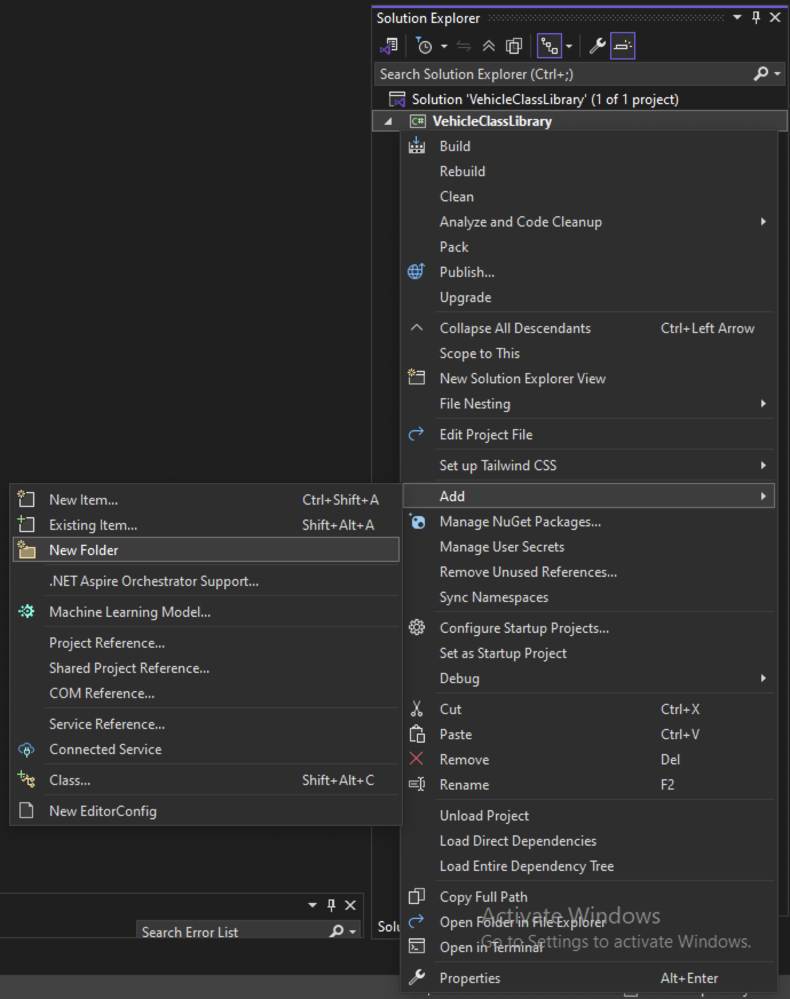 Solution Explorer
Search Solution Explorer (Ctrl+;)
Solution 'VehicleClassLibrary' (1 of 1 project)
C# VehicleClassLibrary
Build
Rebuild
Clean
Analyze and Code Cleanup
Pack
Publish...
Upgrade
Collapse All Descendants Ctrl+Left Arrow
Scope to This
New Solution Explorer View
File Nesting
Edit Project File
Set up Tailwind CSS
Add
Manage NuGet Packages...
Manage User Secrets
Remove Unused References...
Sync Namespaces
Configure Startup Projects...
Set as Startup Project
Debug
Cut Ctrl+X
Paste Ctrl+V
Remove Del
Rename F2
Unload Project
Load Direct Dependencies
Load Entire Dependency Tree
Copy Full Path
Open Folder in File Explorer
Open in Terminal
Properties Alt+Enter
New Item... Ctrl+Shift+A
Existing Item... Shift+Alt+A
New Folder
.NET Aspire Orchestrator Support...
Machine Learning Model...
Project Reference...
Shared Project Reference...
COM Reference...
Service Reference...
Connected Service
Class... Shift+Alt+C
New EditorConfig
Search Error List
Solu
Activate Windows
Go to Settings to activate Windows.